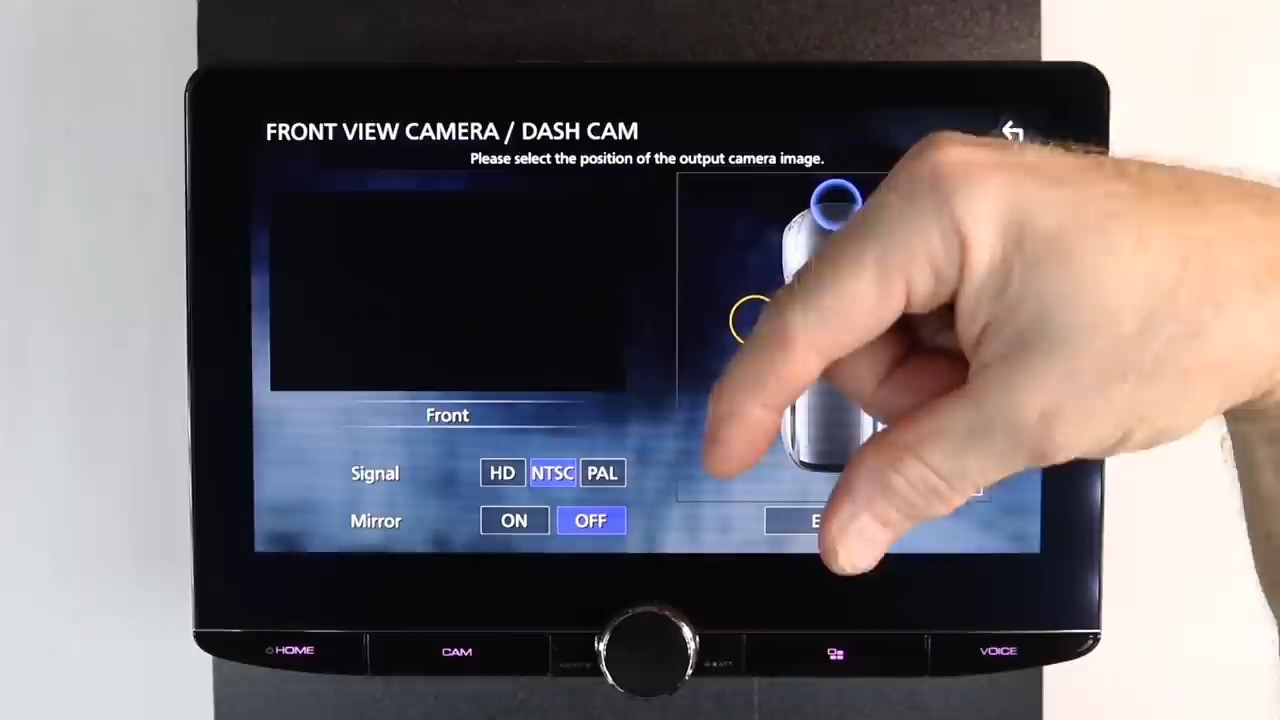 FRONT VIEW CAMERA / DASH CAM
Please select the position of the output camera image.
Front
Signal HD NTSC PAL
Mirror ON OFF
HOME CAM VOICE